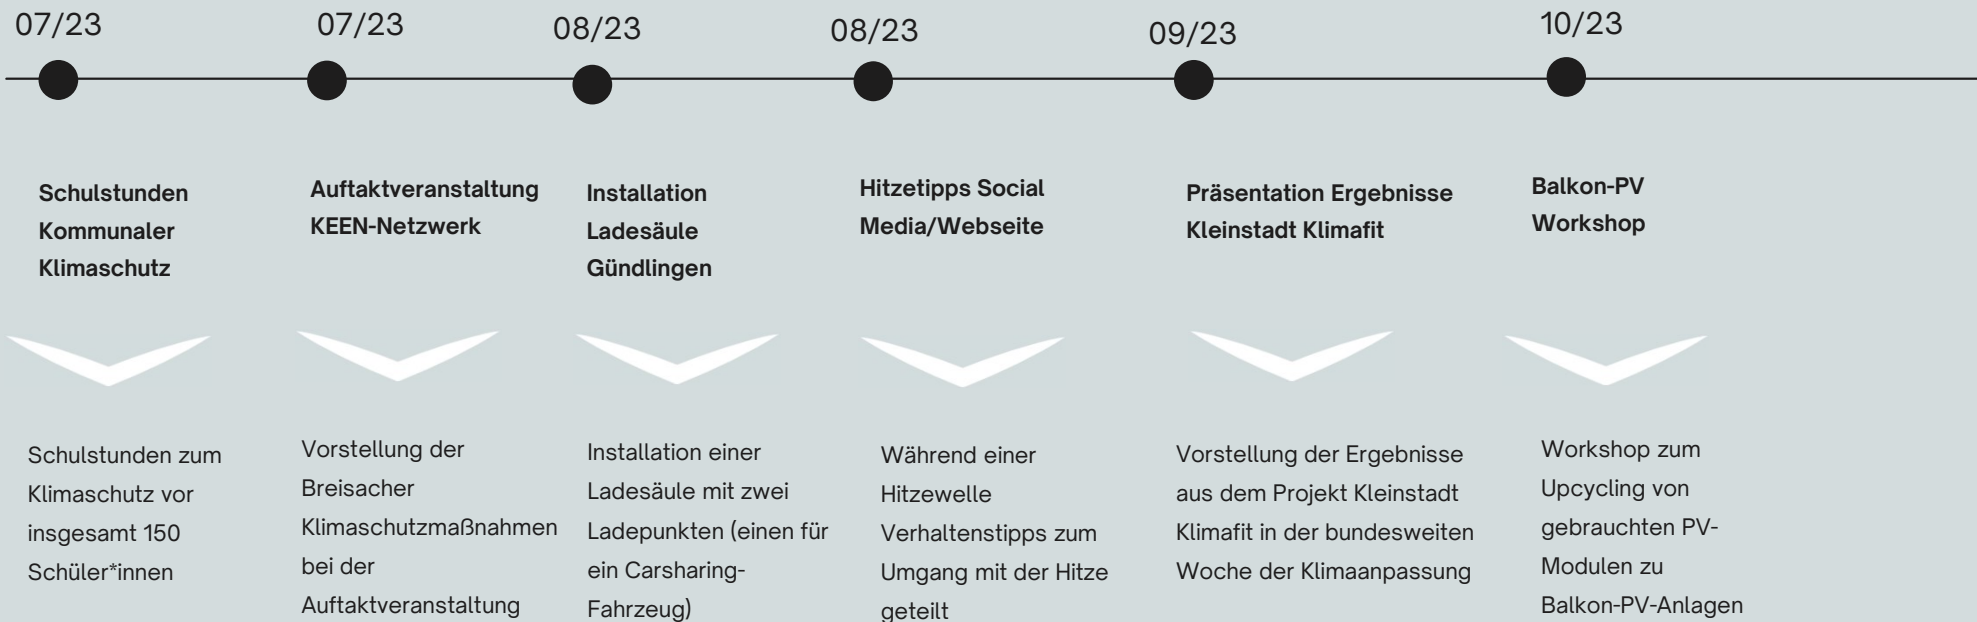 07/23
Schulstunden
Kommunaler
Klimaschutz
Schulstunden zum
Klimaschutz vor
insgesamt 150
Schüler*innen
07/23
Auftaktveranstaltung
KEEN-Netzwerk
Vorstellung der
Breisacher
Klimaschutzmaßnahmen
bei der
Auftaktveranstaltung
08/23
Installation
Ladesäule
Gündlingen
Installation einer
Ladesäule mit zwei
Ladepunkten (einen für
ein Carsharing-
Fahrzeug)
08/23
Hitzetipps Social
Media/Webseite
Während einer
Hitzewelle
Verhaltenstipps zum
Umgang mit der Hitze
geteilt
09/23
Präsentation Ergebnisse
Kleinstadt Klimafit
Vorstellung der Ergebnisse
aus dem Projekt Kleinstadt
Klimafit in der bundesweiten
Woche der Klimaanpassung
10/23
Balkon-PV
Workshop
Workshop zum
Upcycling von
gebrauchten PV-
Modulen zu
Balkon-PV-Anlagen